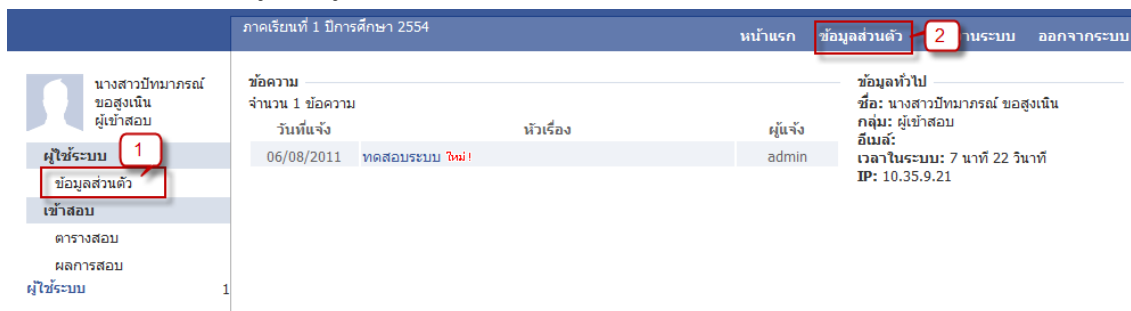 ภาคเรียนที่ 1 ปีการศึกษา 2554
หน้าแรก ข้อมูลส่วนตัว 2 านระบบ ออกจากระบบ
นางสาวปัทมาภรณ์
ขอสูงเนิน
ผู้เข้าสอบ
ผู้ใช้ระบบ 1
ข้อมูลส่วนตัว
เข้าสอบ
ตารางสอบ
ผลการสอบ
ผู้ใช้ระบบ 1
ข้อความ
จำนวน 1 ข้อความ
วันที่แจ้ง หัวเรื่อง ผู้แจ้ง
06/08/2011 ทดสอบระบบ ใหม่! admin
ข้อมูลทั่วไป
ชื่อ: นางสาวปัทมาภรณ์ ขอสูงเนิน
กลุ่ม: ผู้เข้าสอบ
อีเมล์:
เวลาในระบบ: 7 นาที 22 วินาที
IP: 10.35.9.21